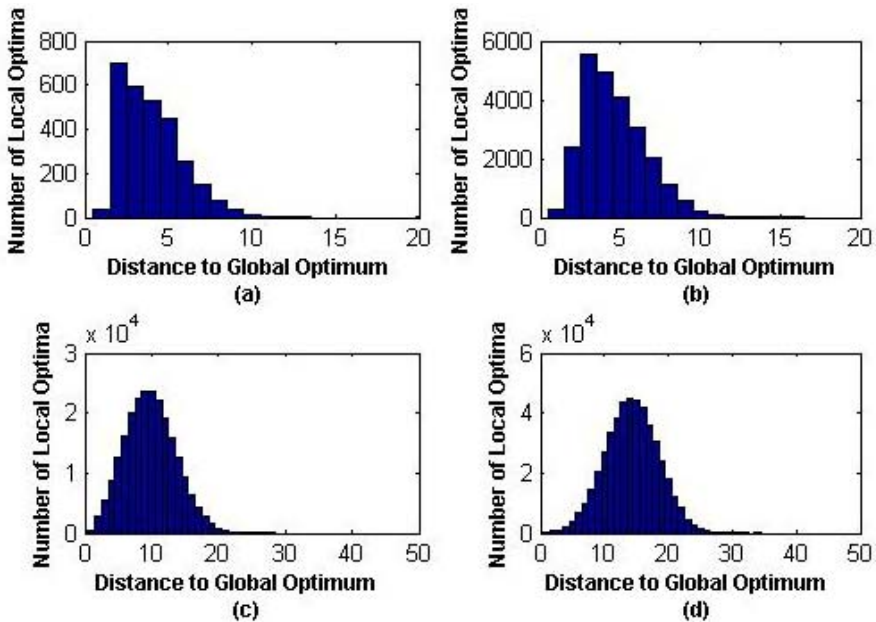 Number of Local Optima
800
600
400
200
0
0 5 10 15 20
Distance to Global Optimum
(a)
Number of Local Optima
6000
4000
2000
0
0 5 10 15 20
Distance to Global Optimum
(b)
Number of Local Optima
x 10^4
3
2
1
0
0 10 20 30 40 50
Distance to Global Optimum
(c)
Number of Local Optima
x 10^4
6
4
2
0
0 10 20 30 40 50
Distance to Global Optimum
(d)